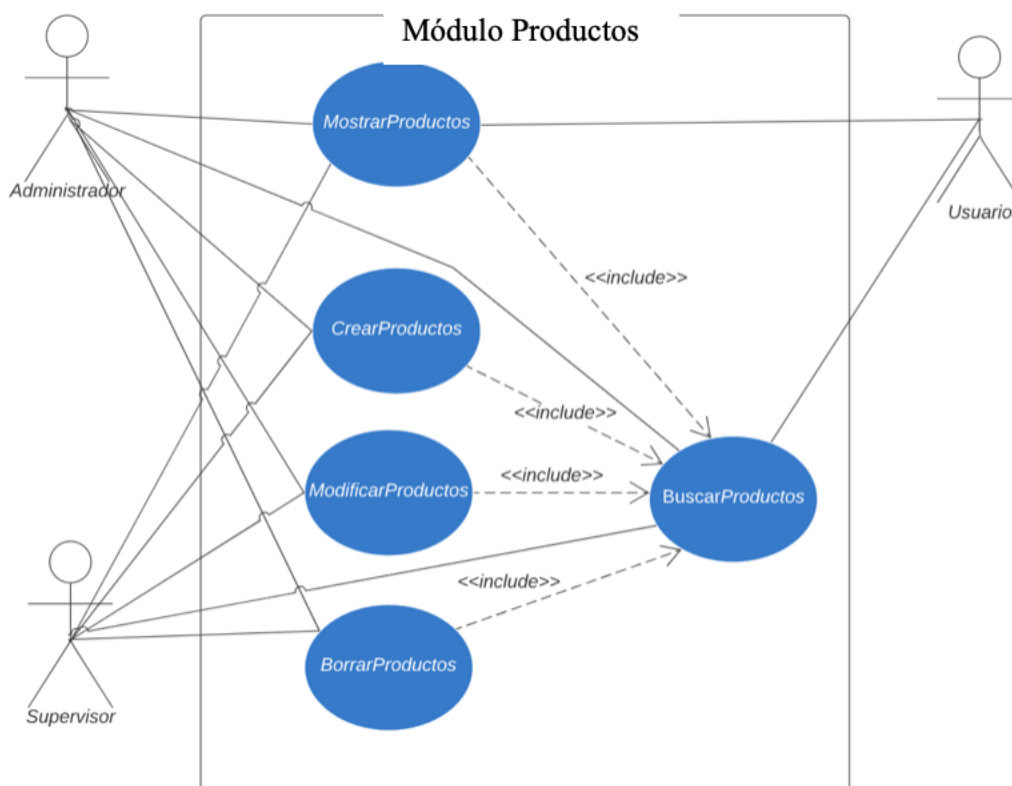 Módulo Productos
MostrarProductos
Administrador
Usuario
<<include>>
CrearProductos
<<include>>
<<include>>
ModificarProductos
BuscarProductos
<<include>>
BorrarProductos
Supervisor